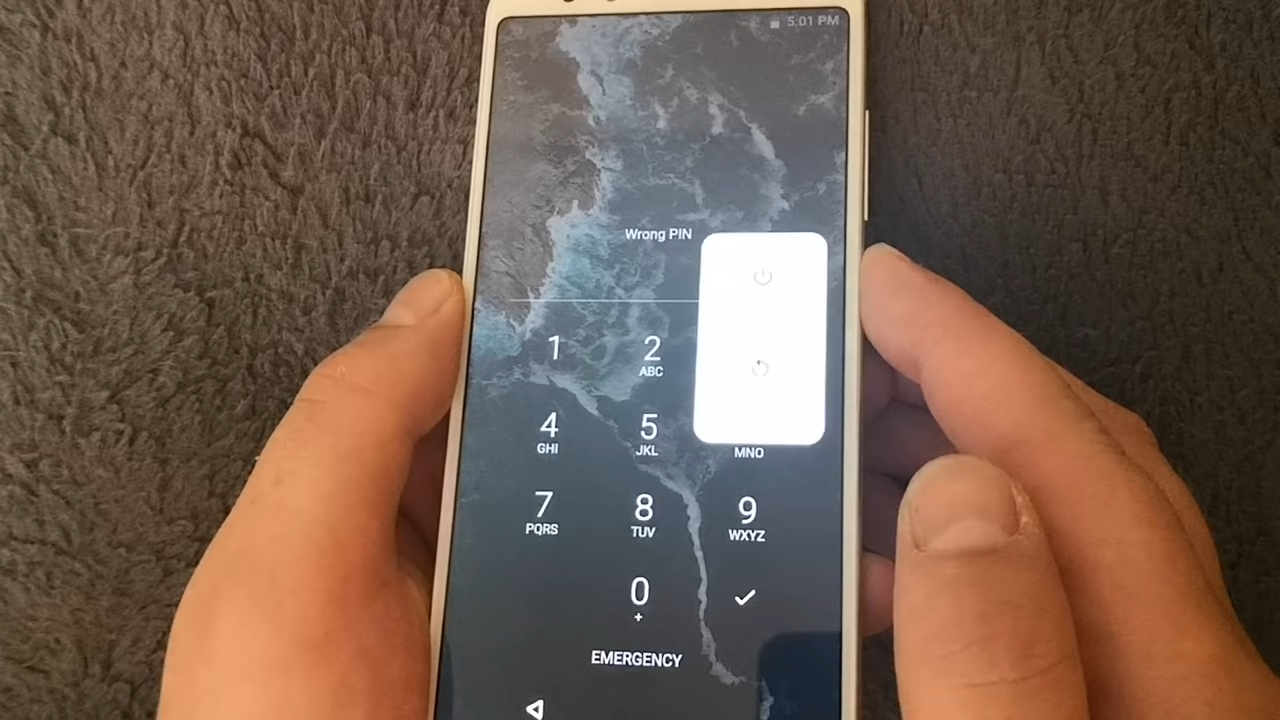 5:01 PM
Wrong PIN
1
2
ABC
4
GHI
5
JKL
MNO
7
PQRS
8
TUV
9
WXYZ
0
+
EMERGENCY